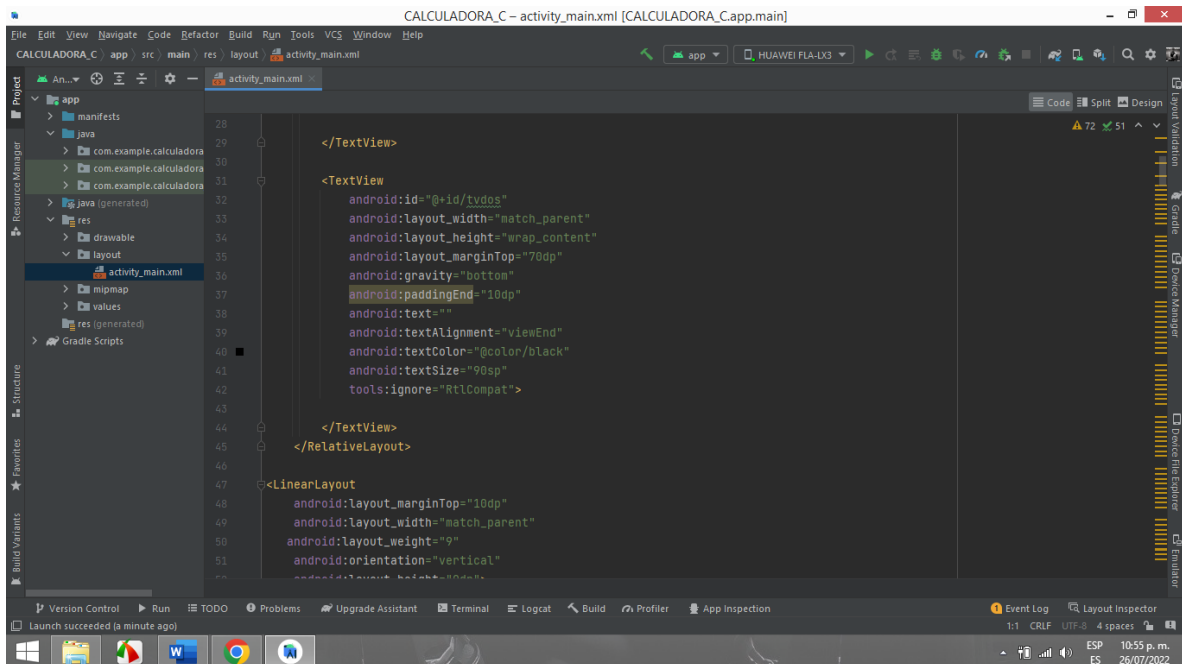 CALCULADORA_C – activity_main.xml [CALCULADORA_C.app.main]
File Edit View Navigate Code Refactor Build Run Tools VCS Window Help
CALCULADORA_C app src main res layout activity_main.xml
app HUAWEI FLA-LX3
Project
An...
activity_main.xml
Code Split Design
app
manifests
java
com.example.calculadora
com.example.calculadora
com.example.calculadora
java (generated)
res
drawable
layout
activity_main.xml
mipmap
values
res (generated)
Gradle Scripts
Resource Manager
Structure
Favorites
Build Variants
72 51
28
29 </TextView>
30
31 <TextView
32 android:id="@+id/tvdos"
33 android:layout_width="match_parent"
34 android:layout_height="wrap_content"
35 android:layout_marginTop="70dp"
36 android:gravity="bottom"
37 android:paddingEnd="10dp"
38 android:text=""
39 android:textAlignment="viewEnd"
40 android:textColor="@color/black"
41 android:textSize="90sp"
42 tools:ignore="RtlCompat">
43
44 </TextView>
45 </RelativeLayout>
46
47 <LinearLayout
48 android:layout_marginTop="10dp"
49 android:layout_width="match_parent"
50 android:layout_weight="9"
51 android:orientation="vertical"
Layout Validation
Gradle
Device Manager
Device File Explorer
Emulator
Version Control Run TODO Problems Upgrade Assistant Terminal Logcat Build Profiler App Inspection
1 Event Log Layout Inspector
Launch succeeded (a minute ago)
1:1 CRLF UTF-8 4 spaces
ESP 10:55 p. m.
ES 26/07/2022